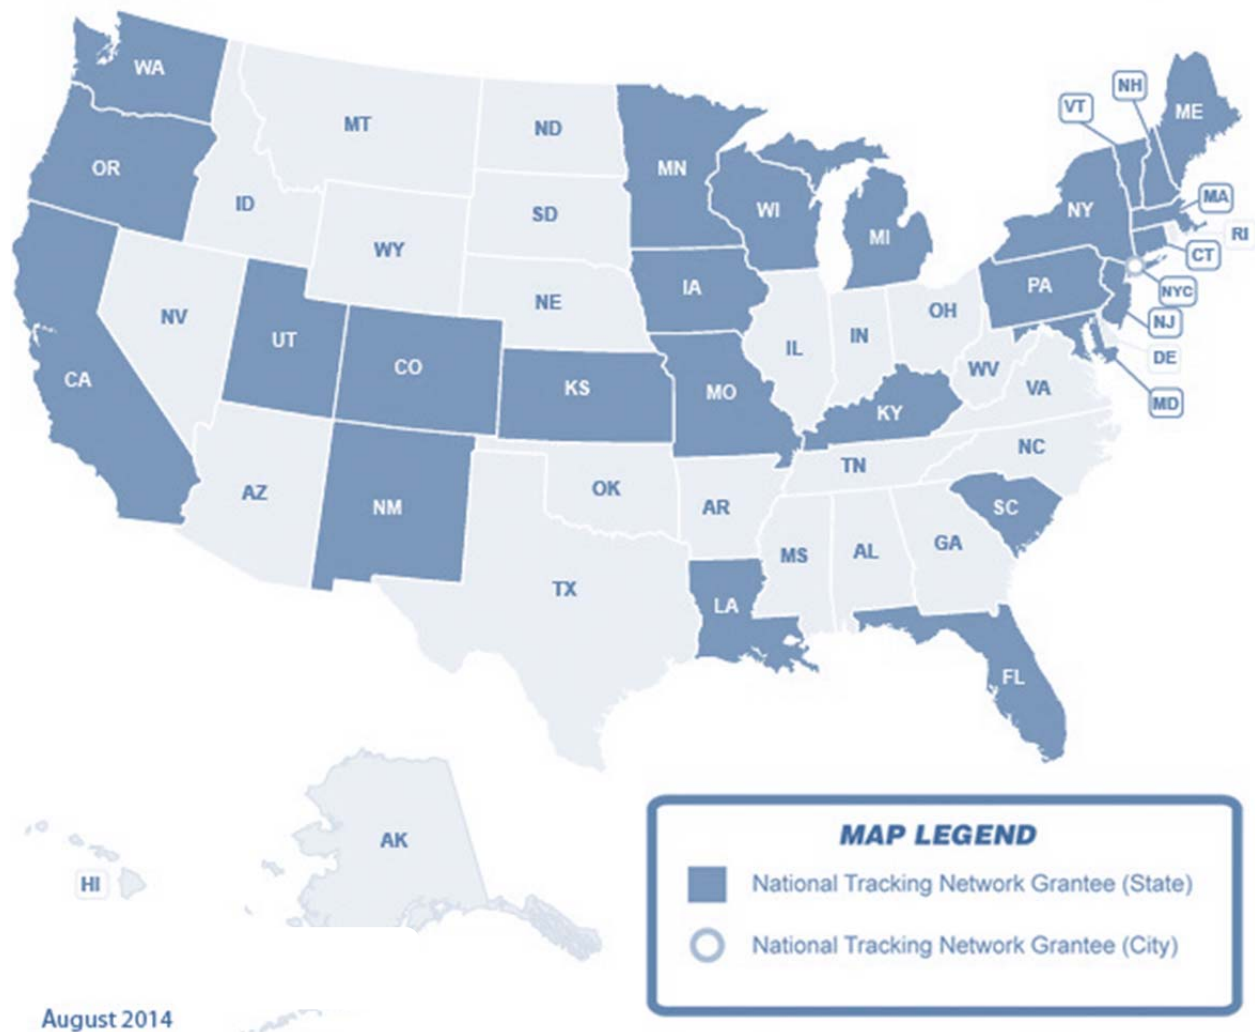 WA
NH
VT
ME
MT
ND
OR
MN
ID
SD
WI
NY
MA
MI
RI
WY
CT
IA
PA
NYC
NE
NV
OH
NJ
UT
IL
IN
DE
CO
WV
CA
KS
MO
VA
MD
KY
NC
TN
AZ
OK
NM
AR
SC
MS
AL
GA
TX
LA
FL
AK
HI
MAP LEGEND
National Tracking Network Grantee (State)
National Tracking Network Grantee (City)
August 2014